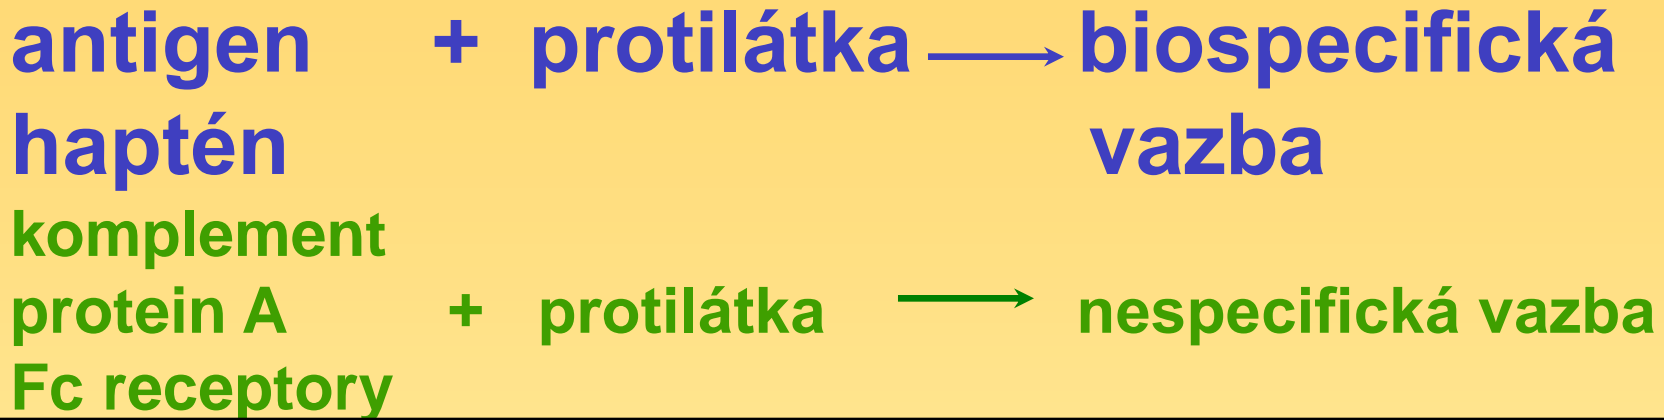 antigen + protilátka → biospecifická
haptén vazba
komplement
protein A + protilátka → nespecifická vazba
Fc receptory